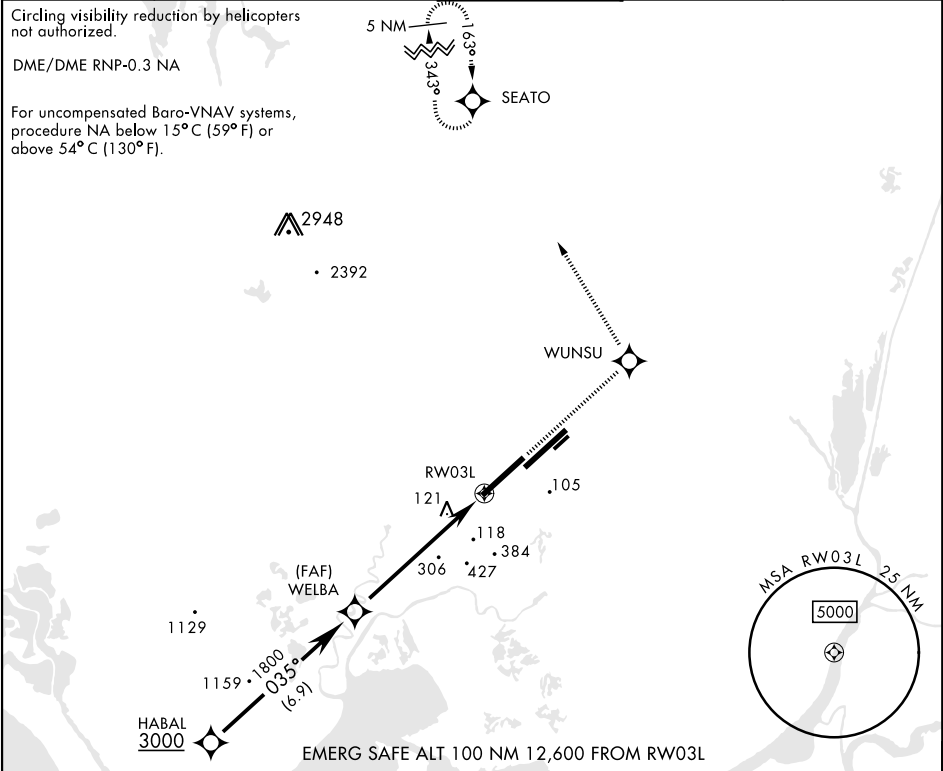 Circling visibility reduction by helicopters
not authorized.
DME/DME RNP-0.3 NA
For uncompensated Baro-VNAV systems,
procedure NA below 15° C (59° F) or
above 54° C (130° F).
5 NM
163°
343°
SEATO
2948
2392
WUNSU
RW03L
121
105
118
384
306
427
(FAF)
WELBA
1129
1159
1800
035°
(6.9)
HABAL
3000
MSA RW03L 25 NM
5000
EMERG SAFE ALT 100 NM 12,600 FROM RW03L